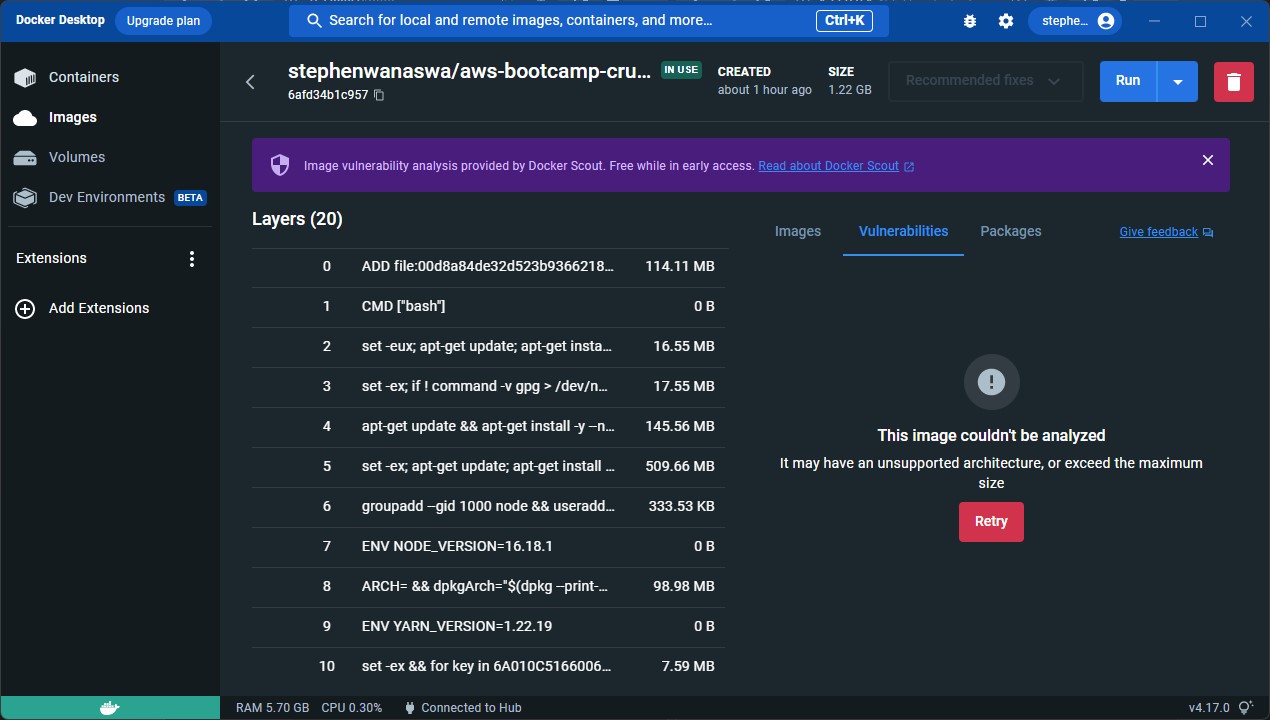 Docker Desktop
Upgrade plan
Search for local and remote images, containers, and more...
Ctrl+K
stephe...
Containers
Images
Volumes
Dev Environments BETA
Extensions
Add Extensions
stephenwanaswa/aws-bootcamp-cru... IN USE
6afd34b1c957
CREATED
about 1 hour ago
SIZE
1.22 GB
Recommended fixes
Run
Image vulnerability analysis provided by Docker Scout. Free while in early access. Read about Docker Scout
Layers (20)
0 ADD file:00d8a84de32d523b9366218... 114.11 MB
1 CMD ["bash"] 0 B
2 set -eux; apt-get update; apt-get insta... 16.55 MB
3 set -ex; if ! command -v gpg > /dev/n... 17.55 MB
4 apt-get update && apt-get install -y --n... 145.56 MB
5 set -ex; apt-get update; apt-get install ... 509.66 MB
6 groupadd --gid 1000 node && useradd... 333.53 KB
7 ENV NODE_VERSION=16.18.1 0 B
8 ARCH= && dpkgArch="$(dpkg --print-... 98.98 MB
9 ENV YARN_VERSION=1.22.19 0 B
10 set -ex && for key in 6A010C5166006... 7.59 MB
Images Vulnerabilities Packages
Give feedback
This image couldn't be analyzed
It may have an unsupported architecture, or exceed the maximum
size
Retry
RAM 5.70 GB CPU 0.30% Connected to Hub
v4.17.0